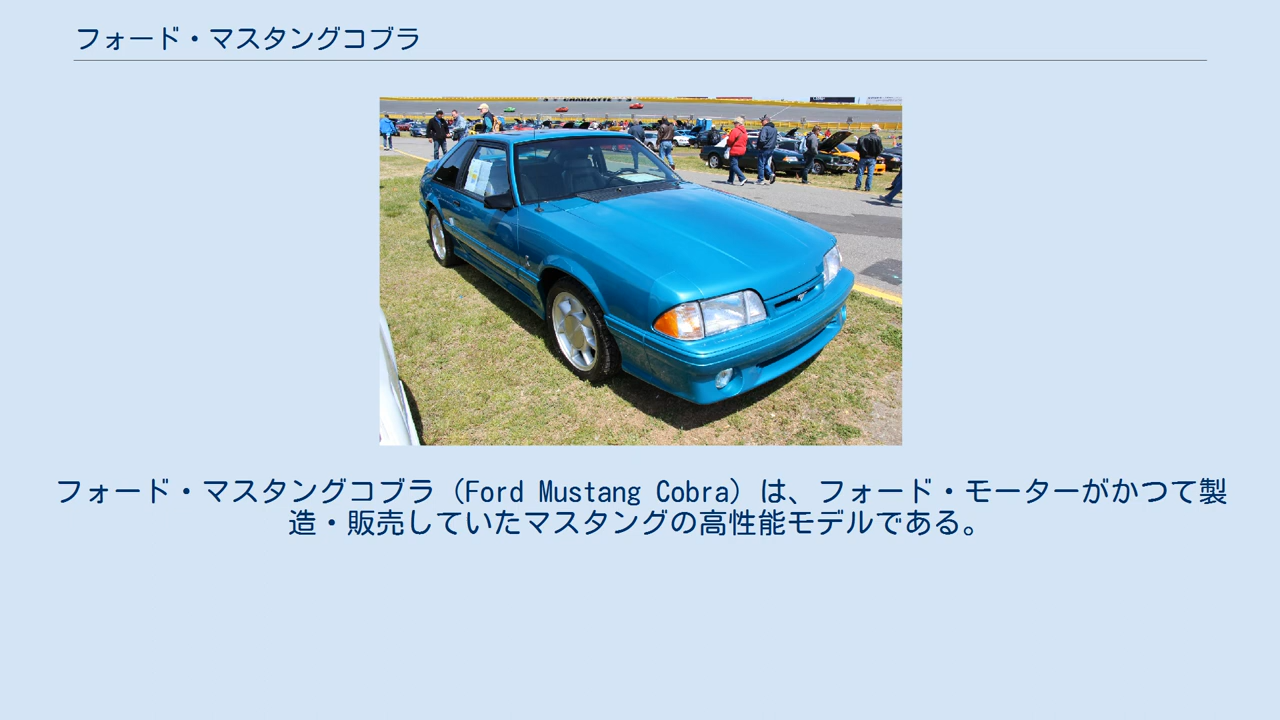 フォード・マスタングコブラ
CHARLOTTE
フォード・マスタングコブラ（Ford Mustang Cobra）は、フォード・モーターがかつて製
造・販売していたマスタングの高性能モデルである。